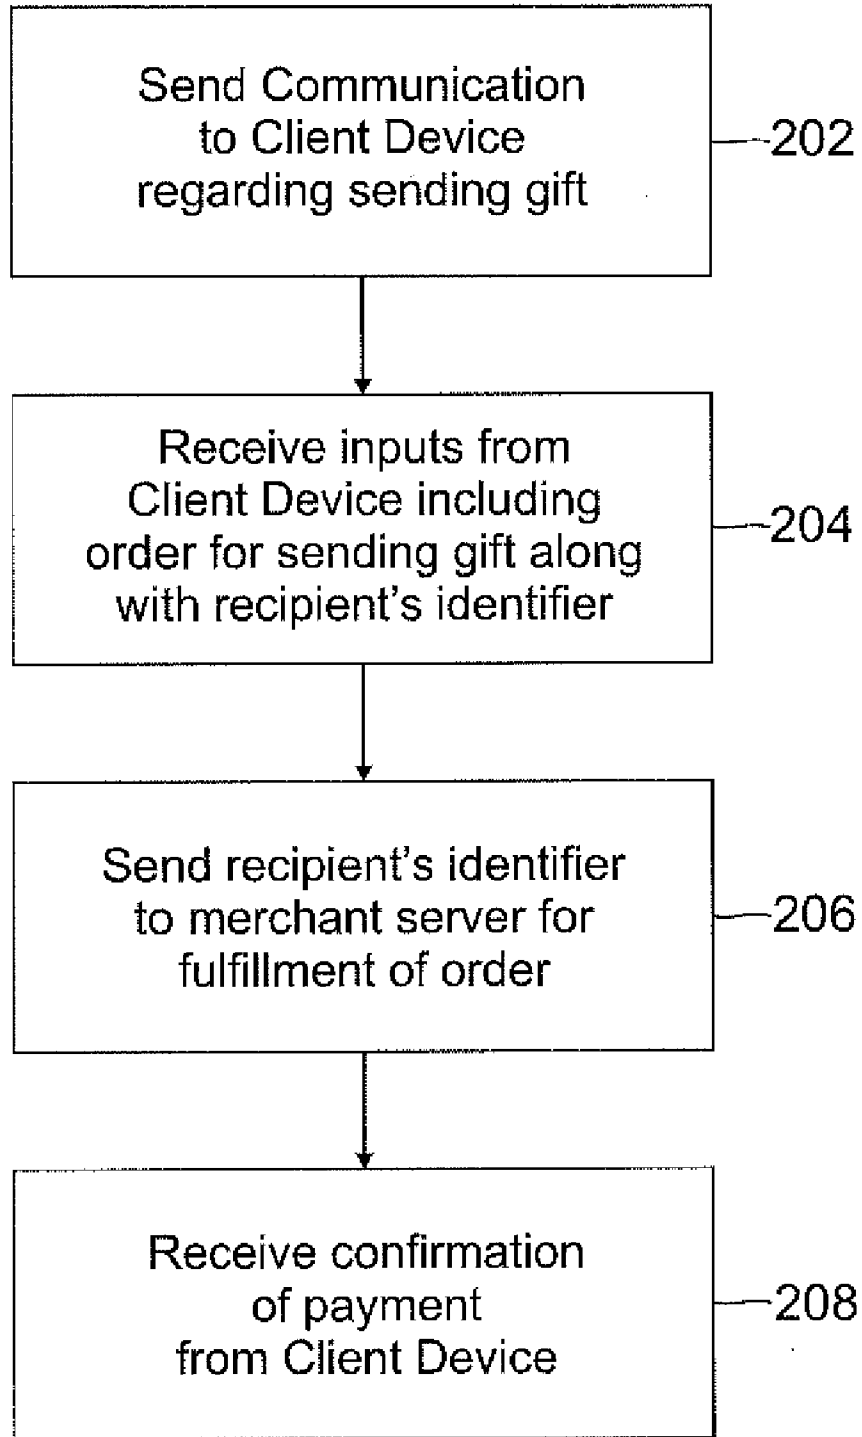 Send Communication
to Client Device
regarding sending gift
202
Receive inputs from
Client Device including
order for sending gift along
with recipient's identifier
204
Send recipient's identifier
to merchant server for
fulfillment of order
206
Receive confirmation
of payment
from Client Device
208